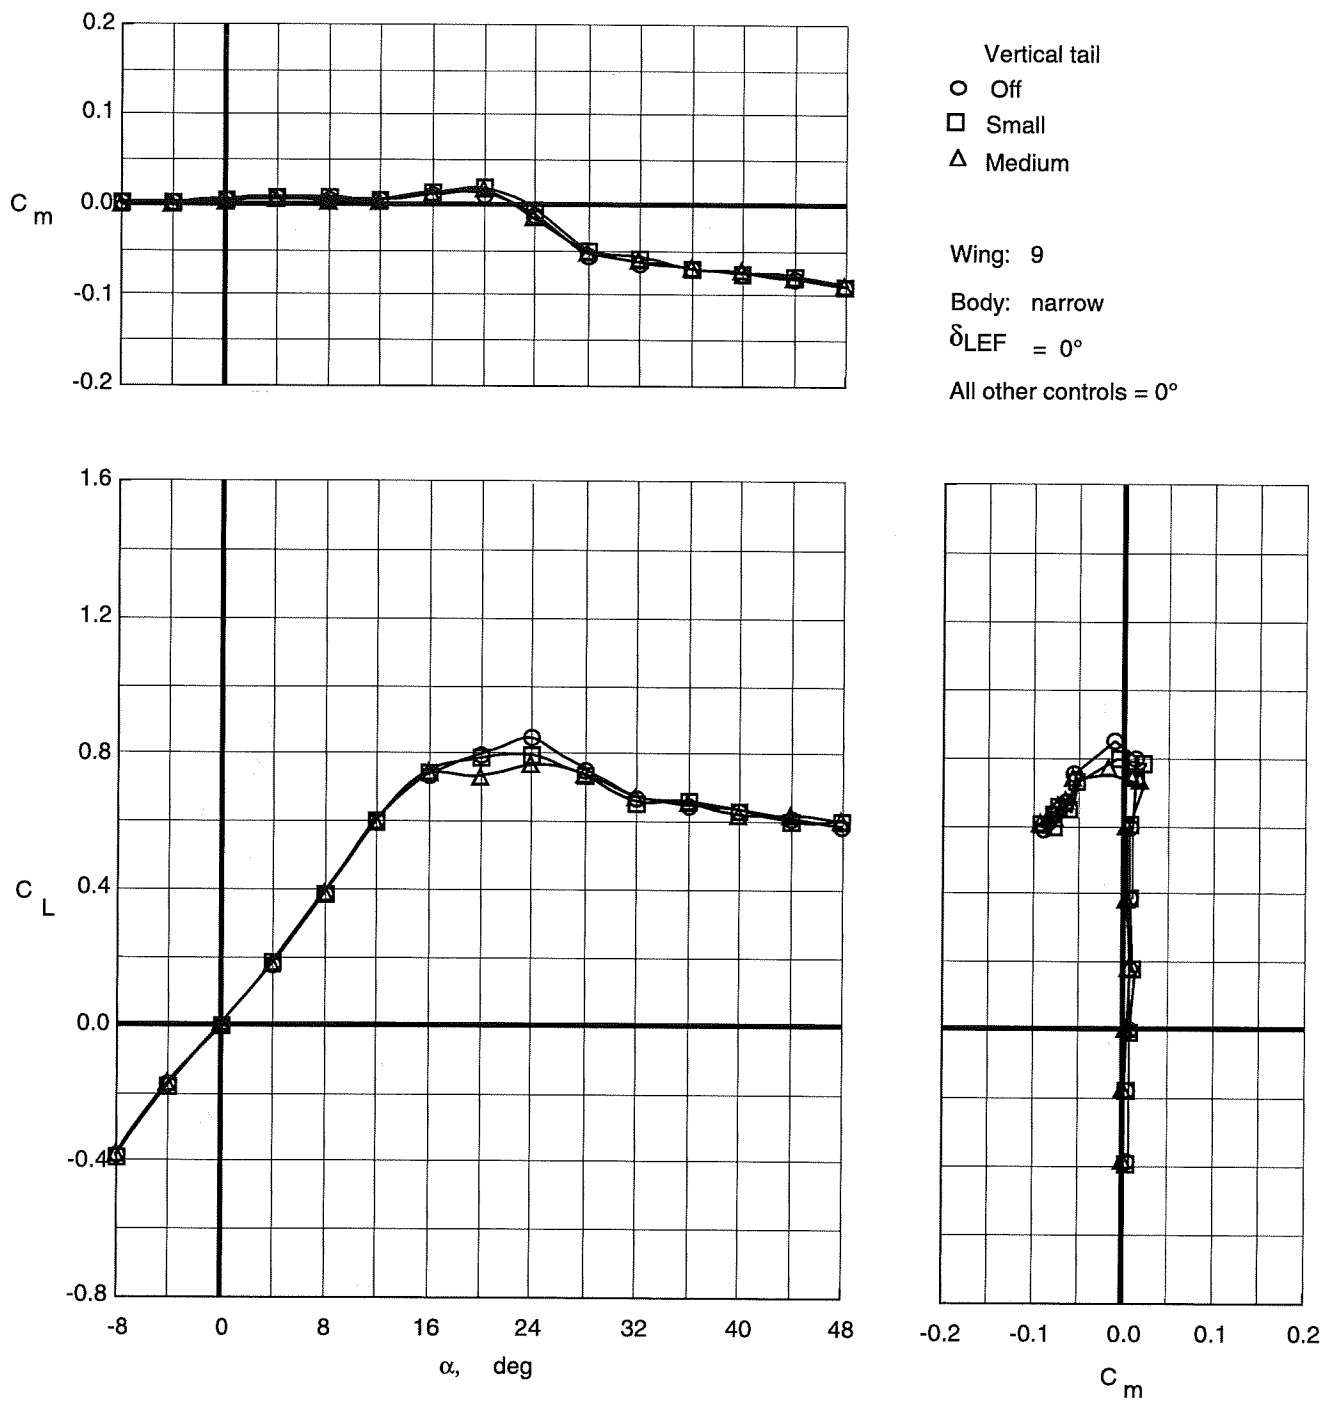 0.2
0.1
0.0
-0.1
-0.2
C m
Vertical tail
Off
Small
Medium
Wing: 9
Body: narrow
δLEF = 0°
All other controls = 0°
1.6
1.2
0.8
0.4
0.0
-0.4
-0.8
C L
-8 0 8 16 24 32 40 48
α, deg
-0.2 -0.1 0.0 0.1 0.2
C m